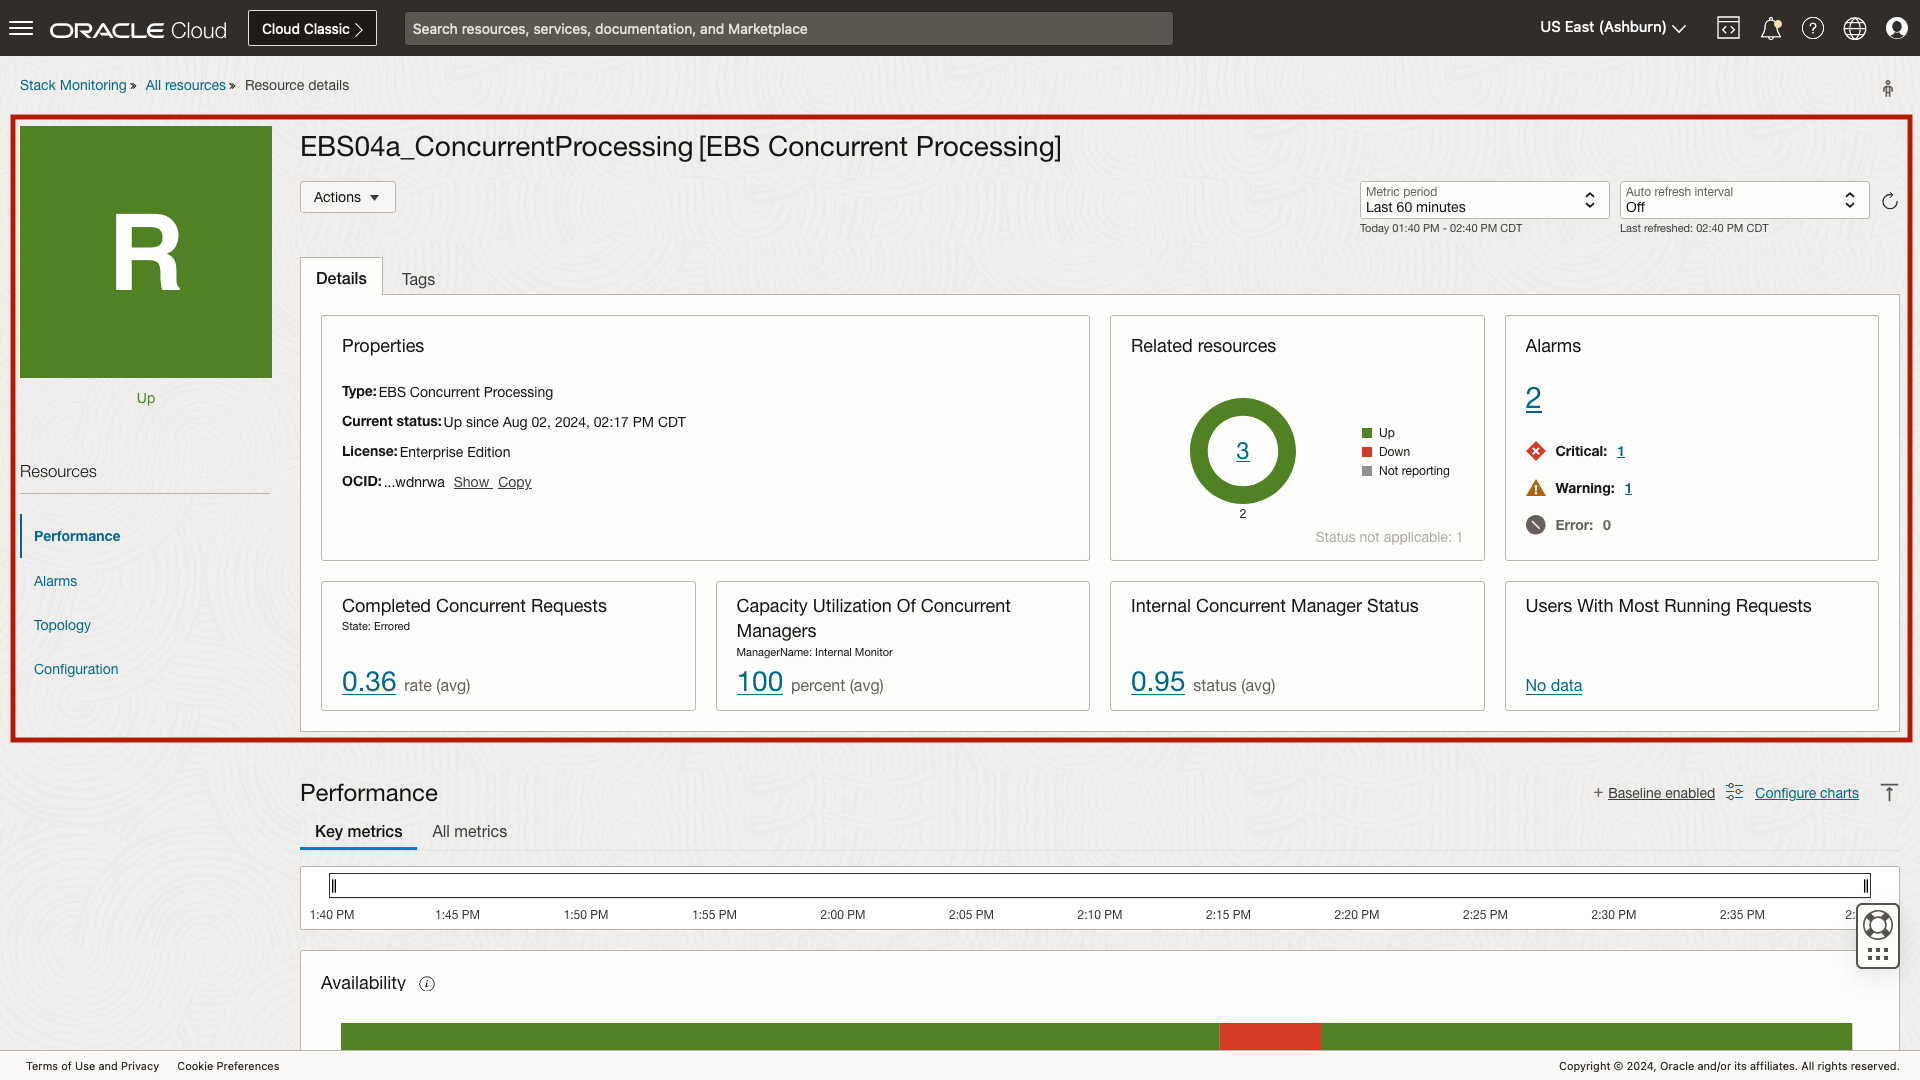 ORACLE Cloud
Cloud Classic
Search resources, services, documentation, and Marketplace
US East (Ashburn)
Stack Monitoring » All resources » Resource details
R
Up
EBS04a_ConcurrentProcessing [EBS Concurrent Processing]
Actions
Metric period
Last 60 minutes
Today 01:40 PM - 02:40 PM CDT
Auto refresh interval
Off
Last refreshed: 02:40 PM CDT
Details
Tags
Properties
Type: EBS Concurrent Processing
Current status: Up since Aug 02, 2024, 02:17 PM CDT
License: Enterprise Edition
OCID: ...wdnrwa Show Copy
Related resources
3
2
Up
Down
Not reporting
Status not applicable: 1
Alarms
2
Critical: 1
Warning: 1
Error: 0
Resources
Performance
Alarms
Topology
Configuration
Completed Concurrent Requests
State: Errored
0.36 rate (avg)
Capacity Utilization Of Concurrent
Managers
ManagerName: Internal Monitor
100 percent (avg)
Internal Concurrent Manager Status
0.95 status (avg)
Users With Most Running Requests
No data
Performance
+ Baseline enabled
Configure charts
Key metrics
All metrics
1:40 PM 1:45 PM 1:50 PM 1:55 PM 2:00 PM 2:05 PM 2:10 PM 2:15 PM 2:20 PM 2:25 PM 2:30 PM 2:35 PM 2:
Availability
Terms of Use and Privacy
Cookie Preferences
Copyright © 2024, Oracle and/or its affiliates. All rights reserved.